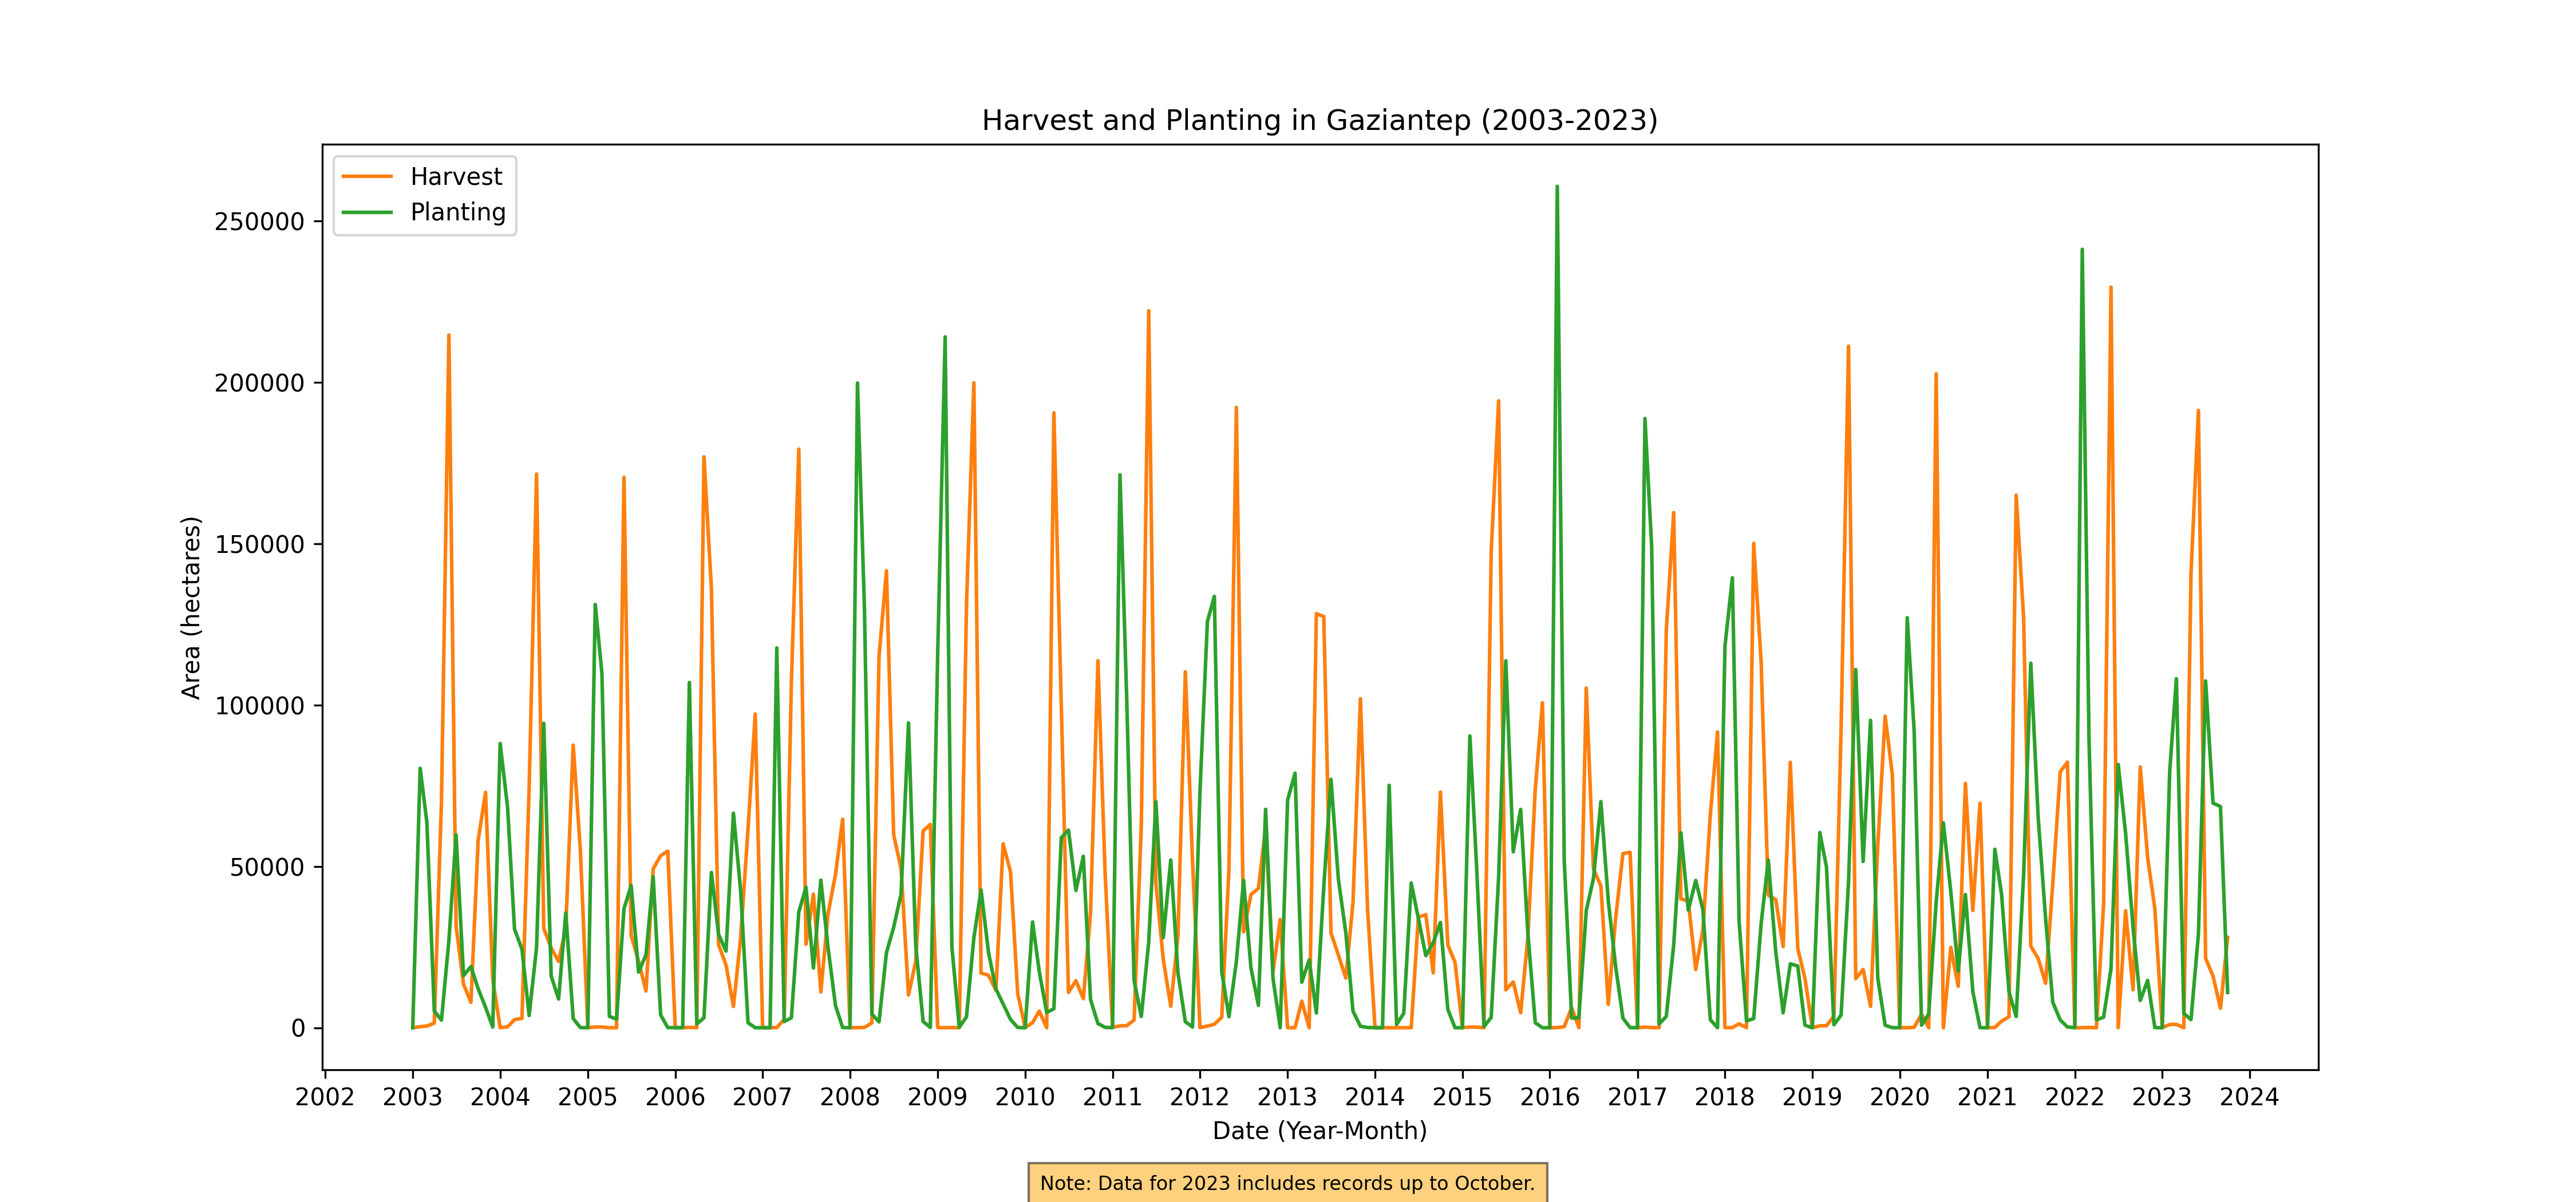 Harvest and Planting in Gaziantep (2003-2023)
Harvest
Planting
250000
200000
150000
100000
50000
0
Area (hectares)
2002 2003 2004 2005 2006 2007 2008 2009 2010 2011 2012 2013 2014 2015 2016 2017 2018 2019 2020 2021 2022 2023 2024
Date (Year-Month)
Note: Data for 2023 includes records up to October.